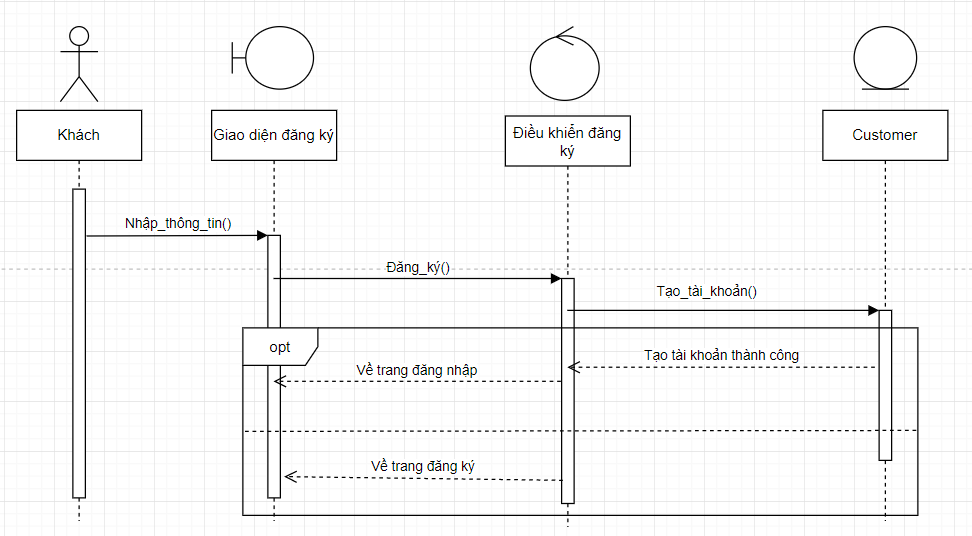 Khách
Giao diện đăng ký
Điều khiển đăng
ký
Customer
Nhập_thông_tin()
Đăng_ký()
Tạo_tài_khoản()
opt
Tạo tài khoản thành công
Về trang đăng nhập
Về trang đăng ký